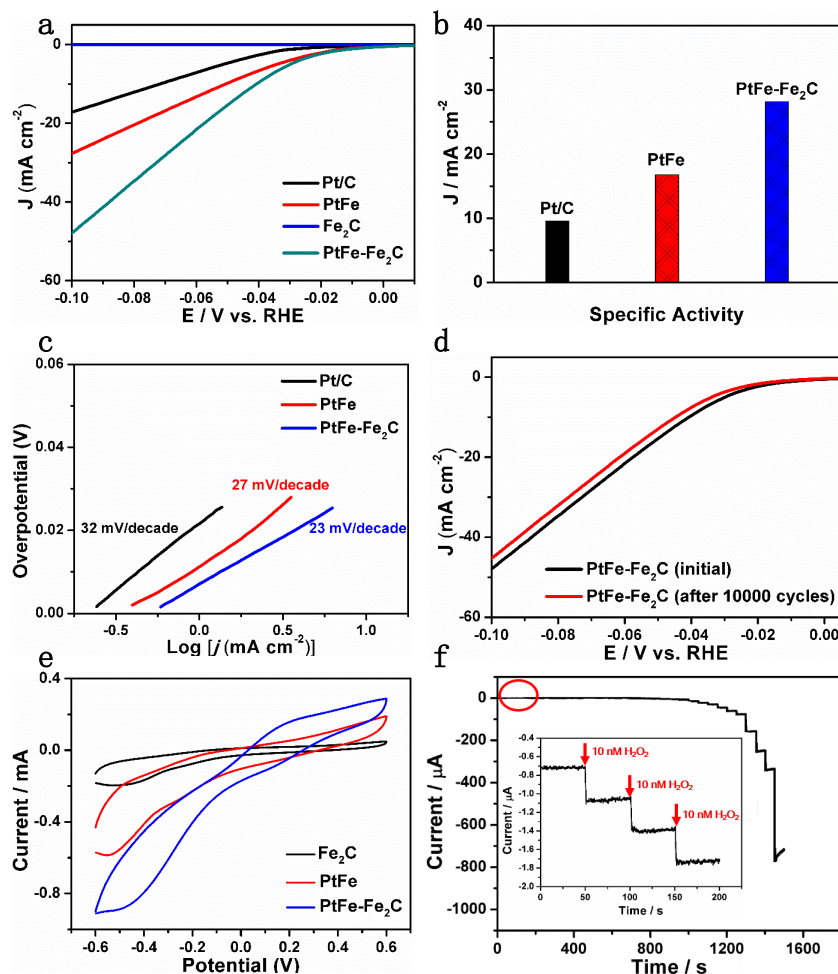 a
0
-20
-40
-60
J (mA cm-2)
-0.10
-0.08
-0.06
-0.04
-0.02
0.00
E / V vs. RHE
Pt/C
PtFe
Fe2C
PtFe-Fe2C
b
40
30
20
10
0
J / mA cm-2
Pt/C
PtFe
PtFe-Fe2C
Specific Activity
c
0.06
0.04
0.02
0.00
Overpotential (V)
-0.5
0.0
0.5
1.0
Log [j (mA cm-2)]
Pt/C
PtFe
PtFe-Fe2C
32 mV/decade
27 mV/decade
23 mV/decade
d
0
-20
-40
-60
J (mA cm-2)
-0.10
-0.08
-0.06
-0.04
-0.02
0.00
E / V vs. RHE
PtFe-Fe2C (initial)
PtFe-Fe2C (after 10000 cycles)
e
0.4
0.0
-0.4
-0.8
Current / mA
-0.6
-0.4
-0.2
0.0
0.2
0.4
0.6
Potential (V)
Fe2C
PtFe
PtFe-Fe2C
f
0
-200
-400
-600
-800
-1000
Current / μA
0
400
800
1200
1600
2000
Time / s
-0.4
-0.6
-0.8
-1.0
-1.2
-1.4
-1.6
-1.8
-2.0
Current / μA
0
50
100
150
200
Time / s
10 nM H2O2
10 nM H2O2
10 nM H2O2